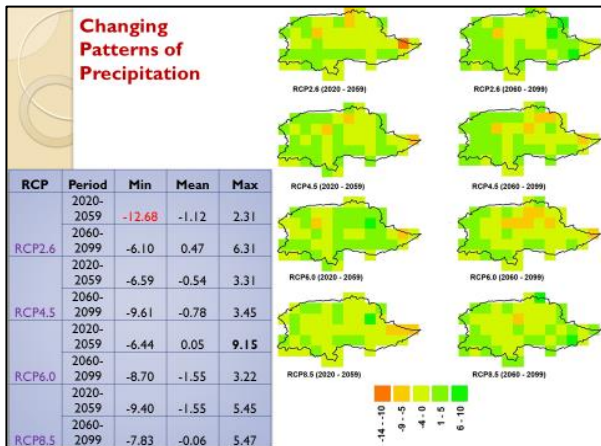 Changing
Patterns of
Precipitation
RCP2.6 (2020 - 2059)
RCP2.6 (2060 - 2099)
RCP4.5 (2020 - 2059)
RCP4.5 (2060 - 2099)
RCP6.0 (2020 - 2059)
RCP6.0 (2060 - 2099)
RCP8.5 (2020 - 2059)
RCP8.5 (2060 - 2099)
RCP Period Min Mean Max
RCP2.6 2020-2059 -12.68 -1.12 2.31
2060-2099 -6.10 0.47 6.31
RCP4.5 2020-2059 -6.59 -0.54 3.31
2060-2099 -9.61 -0.78 3.45
RCP6.0 2020-2059 -6.44 0.05 9.15
2060-2099 -8.70 -1.55 3.22
RCP8.5 2020-2059 -9.40 -1.55 5.45
2060-2099 -7.83 -0.06 5.47
-14 - -10
-9 - -5
-4 - 0
1 - 5
6 - 10